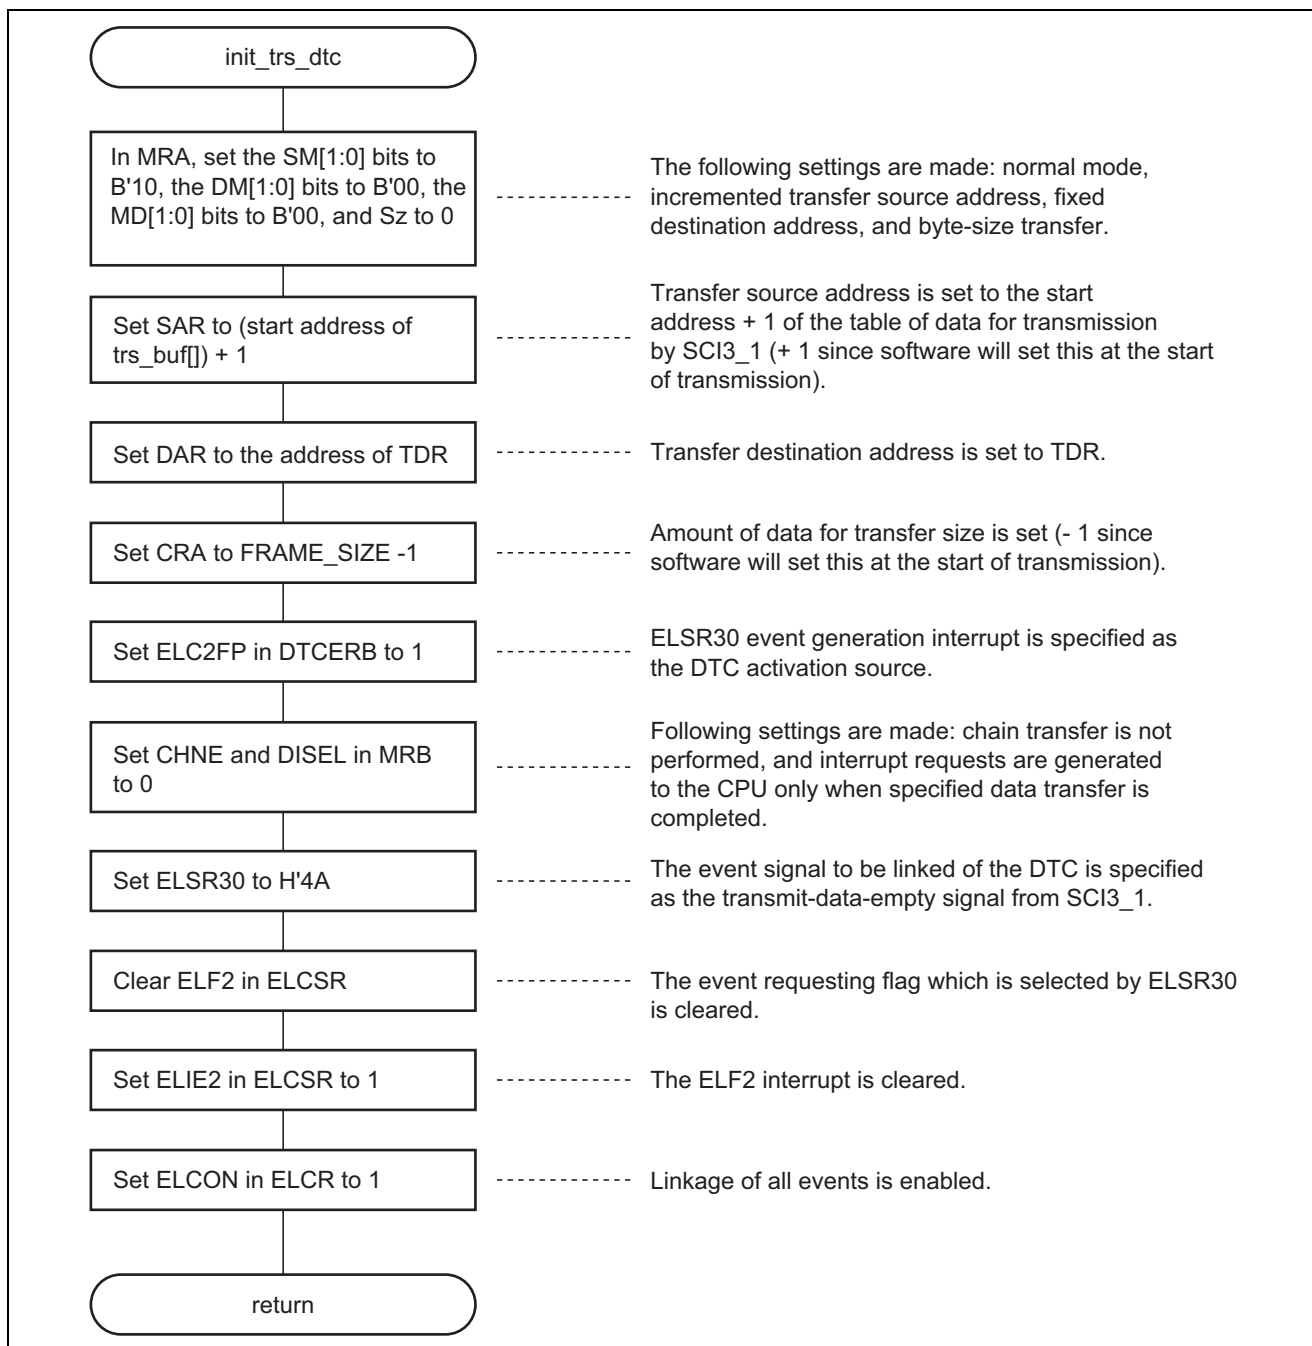 init_trs_dtc
In MRA, set the SM[1:0] bits to
B'10, the DM[1:0] bits to B'00, the
MD[1:0] bits to B'00, and Sz to 0
The following settings are made: normal mode,
incremented transfer source address, fixed
destination address, and byte-size transfer.
Set SAR to (start address of
trs_buf[]) + 1
Transfer source address is set to the start
address + 1 of the table of data for transmission
by SCI3_1 (+ 1 since software will set this at the start
of transmission).
Set DAR to the address of TDR
Transfer destination address is set to TDR.
Set CRA to FRAME_SIZE -1
Amount of data for transfer size is set (- 1 since
software will set this at the start of transmission).
Set ELC2FP in DTCERB to 1
ELSR30 event generation interrupt is specified as
the DTC activation source.
Set CHNE and DISEL in MRB
to 0
Following settings are made: chain transfer is not
performed, and interrupt requests are generated
to the CPU only when specified data transfer is
completed.
Set ELSR30 to H'4A
The event signal to be linked of the DTC is specified
as the transmit-data-empty signal from SCI3_1.
Clear ELF2 in ELCSR
The event requesting flag which is selected by ELSR30
is cleared.
Set ELIE2 in ELCSR to 1
The ELF2 interrupt is cleared.
Set ELCON in ELCR to 1
Linkage of all events is enabled.
return